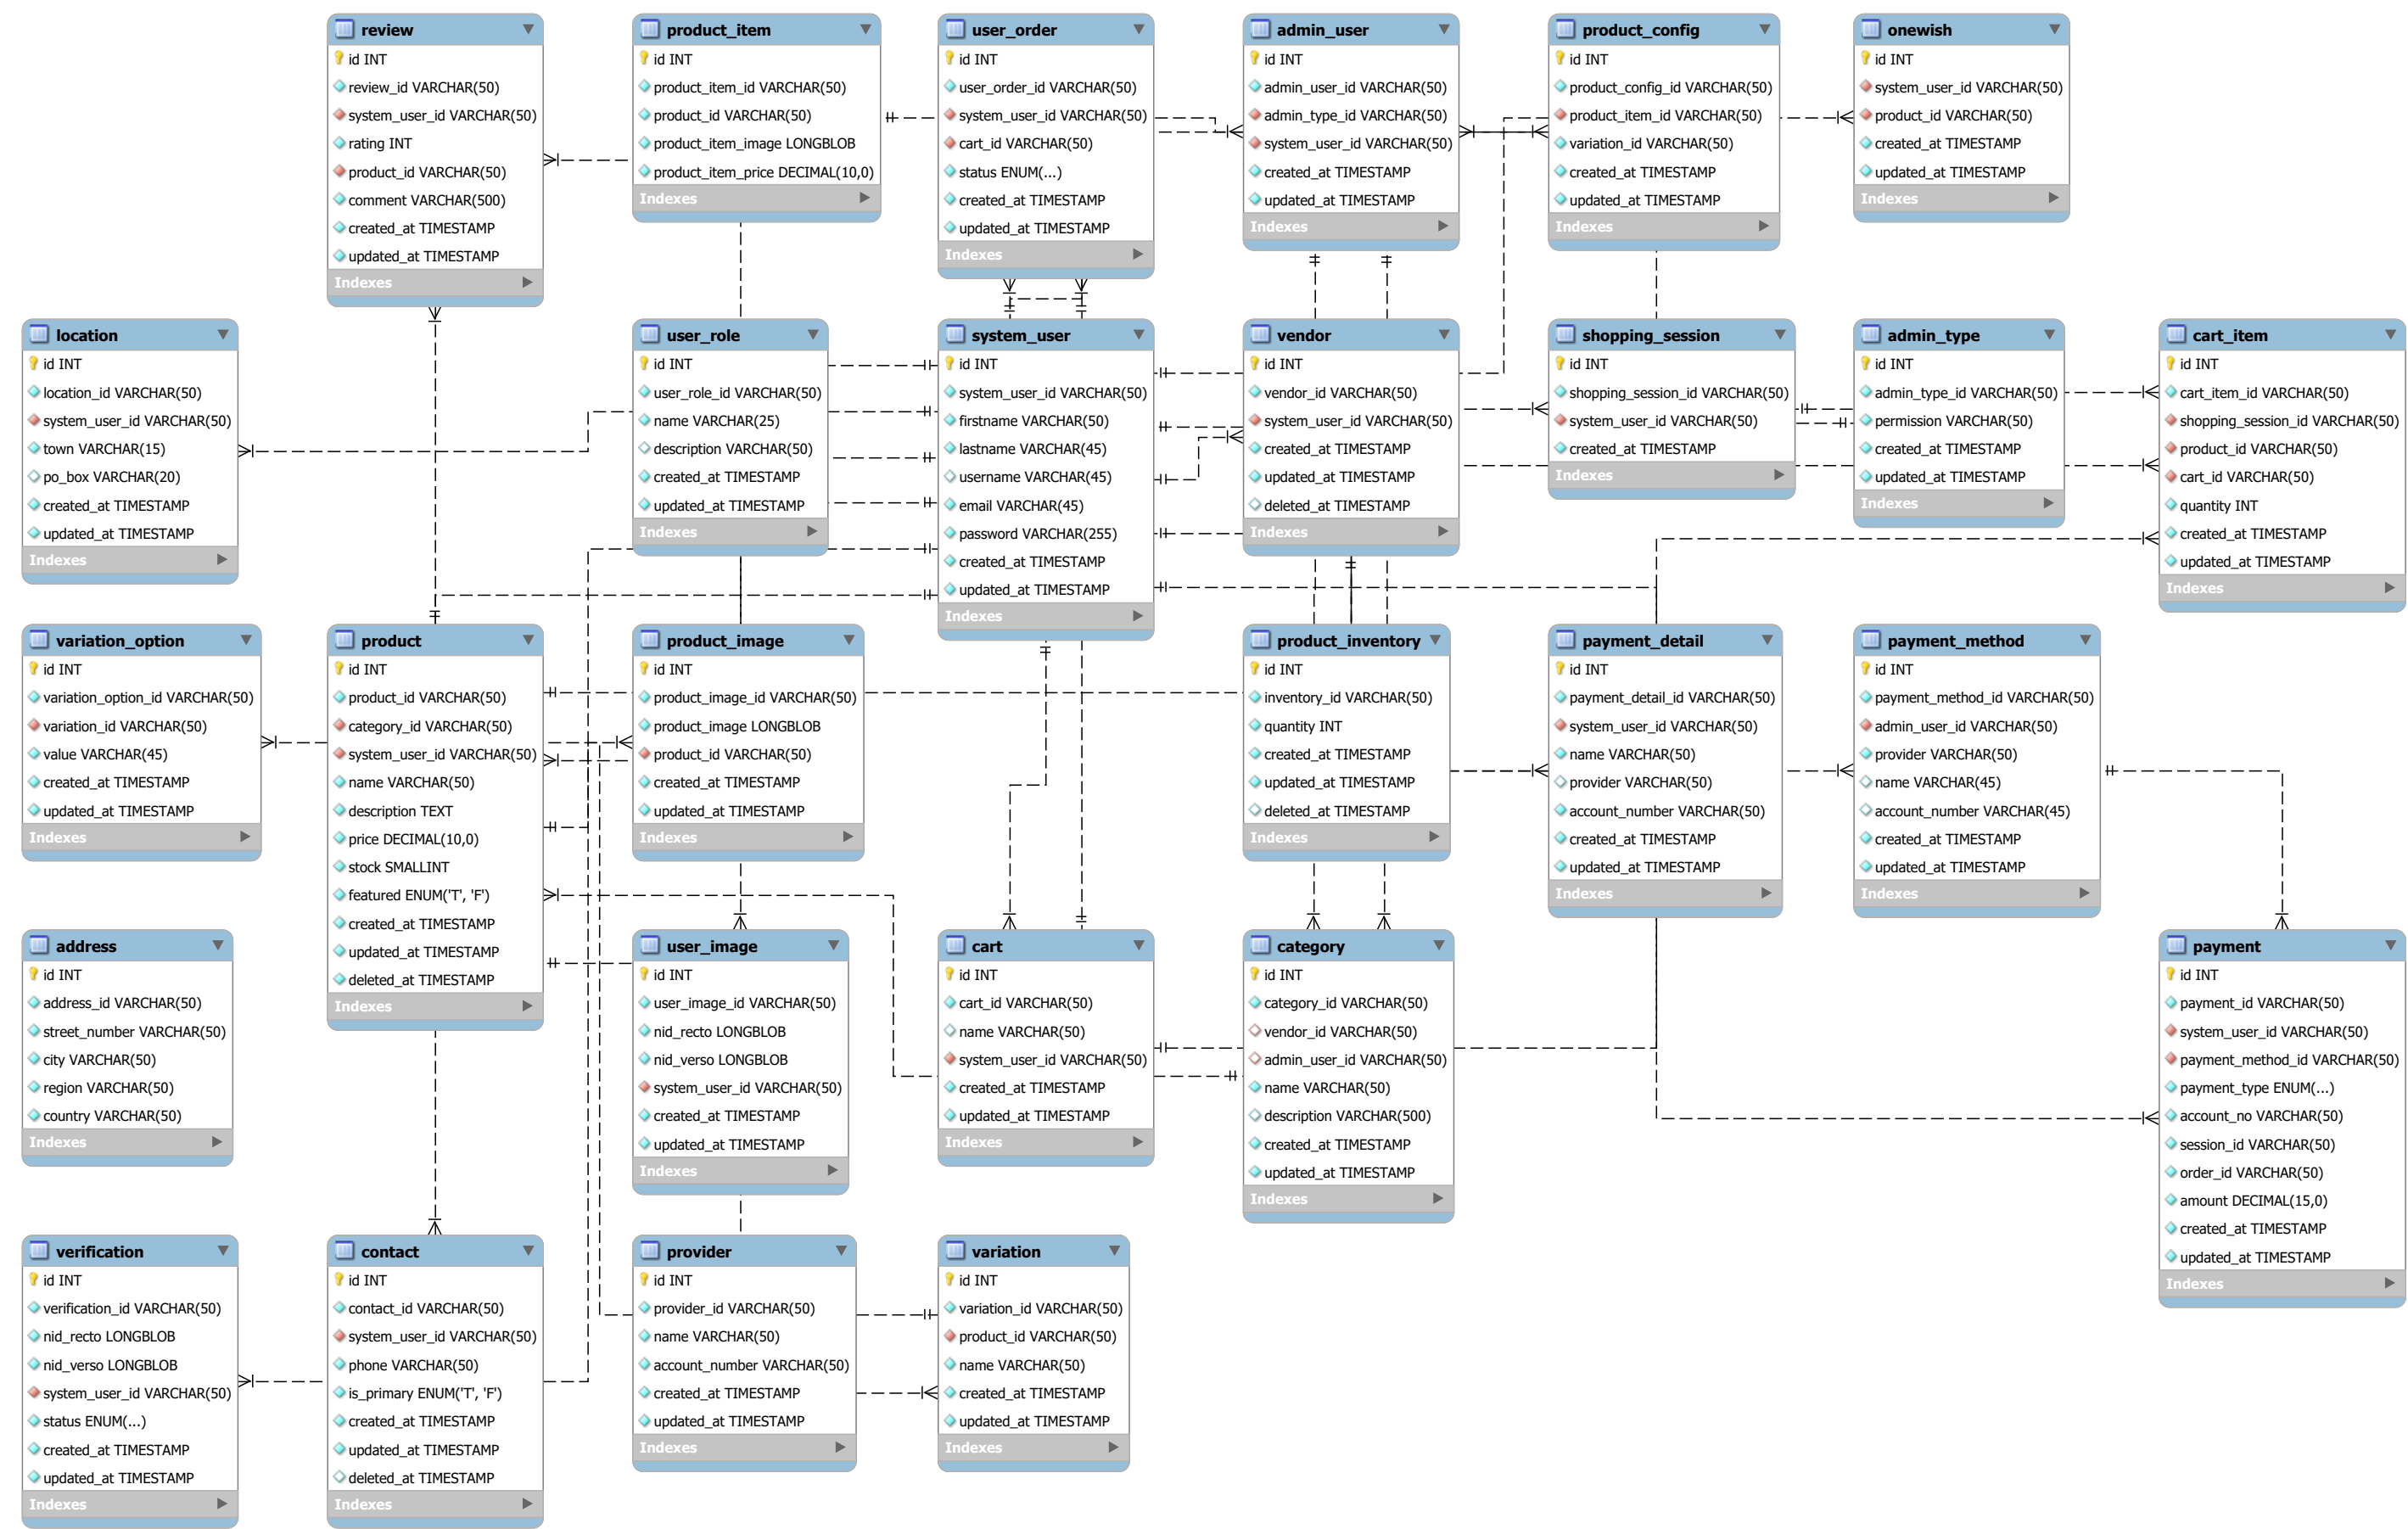 review
id INT
review_id VARCHAR(50)
system_user_id VARCHAR(50)
rating INT
product_id VARCHAR(50)
comment VARCHAR(500)
created_at TIMESTAMP
updated_at TIMESTAMP
Indexes
product_item
id INT
product_item_id VARCHAR(50)
product_id VARCHAR(50)
product_item_image LONGBLOB
product_item_price DECIMAL(10,0)
Indexes
user_order
id INT
user_order_id VARCHAR(50)
system_user_id VARCHAR(50)
cart_id VARCHAR(50)
status ENUM(...)
created_at TIMESTAMP
updated_at TIMESTAMP
Indexes
admin_user
id INT
admin_user_id VARCHAR(50)
admin_type_id VARCHAR(50)
system_user_id VARCHAR(50)
created_at TIMESTAMP
updated_at TIMESTAMP
Indexes
product_config
id INT
product_config_id VARCHAR(50)
product_item_id VARCHAR(50)
variation_id VARCHAR(50)
created_at TIMESTAMP
updated_at TIMESTAMP
Indexes
onewish
id INT
system_user_id VARCHAR(50)
product_id VARCHAR(50)
created_at TIMESTAMP
updated_at TIMESTAMP
Indexes
location
id INT
location_id VARCHAR(50)
system_user_id VARCHAR(50)
town VARCHAR(15)
po_box VARCHAR(20)
created_at TIMESTAMP
updated_at TIMESTAMP
Indexes
user_role
id INT
user_role_id VARCHAR(50)
name VARCHAR(25)
description VARCHAR(50)
created_at TIMESTAMP
updated_at TIMESTAMP
Indexes
system_user
id INT
system_user_id VARCHAR(50)
firstname VARCHAR(50)
lastname VARCHAR(45)
username VARCHAR(45)
email VARCHAR(45)
password VARCHAR(255)
created_at TIMESTAMP
updated_at TIMESTAMP
Indexes
vendor
id INT
vendor_id VARCHAR(50)
system_user_id VARCHAR(50)
created_at TIMESTAMP
updated_at TIMESTAMP
deleted_at TIMESTAMP
Indexes
shopping_session
id INT
shopping_session_id VARCHAR(50)
system_user_id VARCHAR(50)
created_at TIMESTAMP
Indexes
admin_type
id INT
admin_type_id VARCHAR(50)
permission VARCHAR(50)
created_at TIMESTAMP
updated_at TIMESTAMP
Indexes
cart_item
id INT
cart_item_id VARCHAR(50)
shopping_session_id VARCHAR(50)
product_id VARCHAR(50)
cart_id VARCHAR(50)
quantity INT
created_at TIMESTAMP
updated_at TIMESTAMP
Indexes
variation_option
id INT
variation_option_id VARCHAR(50)
variation_id VARCHAR(50)
value VARCHAR(45)
created_at TIMESTAMP
updated_at TIMESTAMP
Indexes
product
id INT
product_id VARCHAR(50)
category_id VARCHAR(50)
system_user_id VARCHAR(50)
name VARCHAR(50)
description TEXT
price DECIMAL(10,0)
stock SMALLINT
featured ENUM('T', 'F')
created_at TIMESTAMP
updated_at TIMESTAMP
deleted_at TIMESTAMP
Indexes
product_image
id INT
product_image_id VARCHAR(50)
product_image LONGBLOB
product_id VARCHAR(50)
created_at TIMESTAMP
updated_at TIMESTAMP
Indexes
product_inventory
id INT
inventory_id VARCHAR(50)
quantity INT
created_at TIMESTAMP
updated_at TIMESTAMP
deleted_at TIMESTAMP
Indexes
payment_detail
id INT
payment_detail_id VARCHAR(50)
system_user_id VARCHAR(50)
name VARCHAR(50)
provider VARCHAR(50)
account_number VARCHAR(50)
created_at TIMESTAMP
updated_at TIMESTAMP
Indexes
payment_method
id INT
payment_method_id VARCHAR(50)
admin_user_id VARCHAR(50)
provider VARCHAR(50)
name VARCHAR(45)
account_number VARCHAR(45)
created_at TIMESTAMP
updated_at TIMESTAMP
Indexes
address
id INT
address_id VARCHAR(50)
street_number VARCHAR(50)
city VARCHAR(50)
region VARCHAR(50)
country VARCHAR(50)
Indexes
user_image
id INT
user_image_id VARCHAR(50)
nid_recto LONGBLOB
nid_verso LONGBLOB
system_user_id VARCHAR(50)
created_at TIMESTAMP
updated_at TIMESTAMP
Indexes
cart
id INT
cart_id VARCHAR(50)
name VARCHAR(50)
system_user_id VARCHAR(50)
created_at TIMESTAMP
updated_at TIMESTAMP
Indexes
category
id INT
category_id VARCHAR(50)
vendor_id VARCHAR(50)
admin_user_id VARCHAR(50)
name VARCHAR(50)
description VARCHAR(500)
created_at TIMESTAMP
updated_at TIMESTAMP
Indexes
payment
id INT
payment_id VARCHAR(50)
system_user_id VARCHAR(50)
payment_method_id VARCHAR(50)
payment_type ENUM(...)
account_no VARCHAR(50)
session_id VARCHAR(50)
order_id VARCHAR(50)
amount DECIMAL(15,0)
created_at TIMESTAMP
updated_at TIMESTAMP
Indexes
verification
id INT
verification_id VARCHAR(50)
nid_recto LONGBLOB
nid_verso LONGBLOB
system_user_id VARCHAR(50)
status ENUM(...)
created_at TIMESTAMP
updated_at TIMESTAMP
Indexes
contact
id INT
contact_id VARCHAR(50)
system_user_id VARCHAR(50)
phone VARCHAR(50)
is_primary ENUM('T', 'F')
created_at TIMESTAMP
updated_at TIMESTAMP
deleted_at TIMESTAMP
Indexes
provider
id INT
provider_id VARCHAR(50)
name VARCHAR(50)
account_number VARCHAR(50)
created_at TIMESTAMP
updated_at TIMESTAMP
Indexes
variation
id INT
variation_id VARCHAR(50)
product_id VARCHAR(50)
name VARCHAR(50)
created_at TIMESTAMP
updated_at TIMESTAMP
Indexes